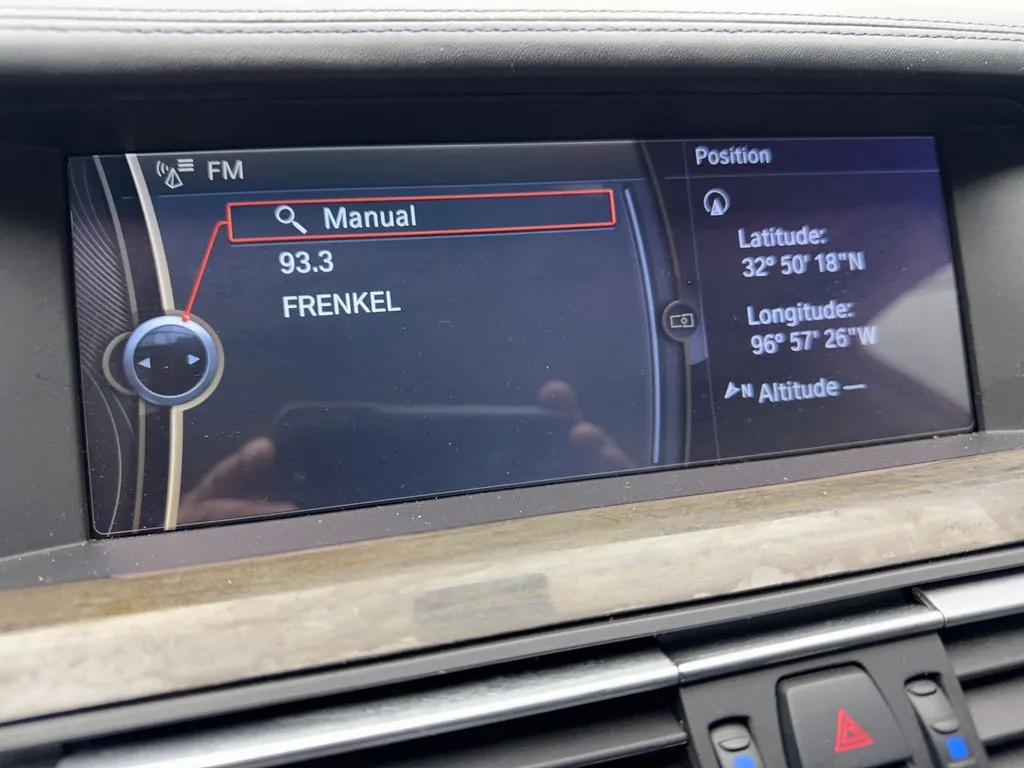 FM
Manual
93.3
FRENKEL
Position
Latitude:
32° 50' 18"N
Longitude:
96° 57' 26"W
N Altitude —